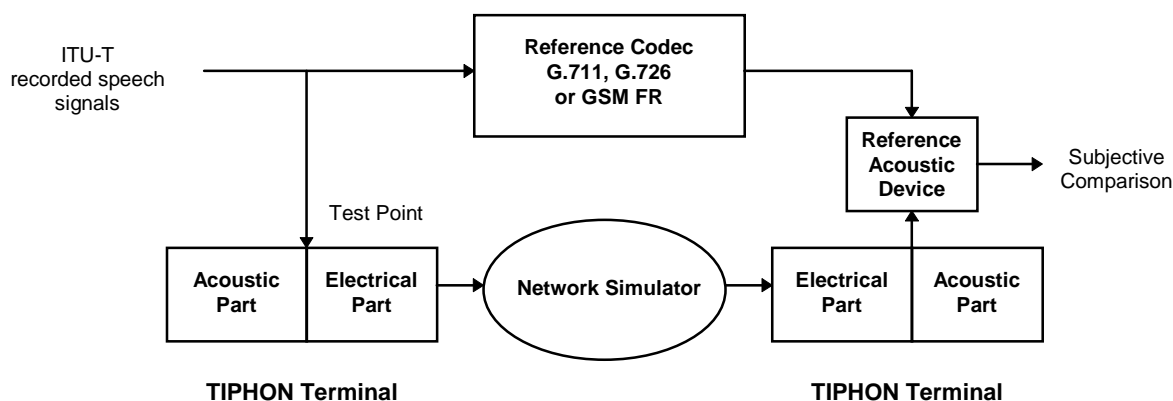 ITU-T
recorded speech
signals
Reference Codec
G.711, G.726
or GSM FR
Reference
Acoustic
Device
Subjective
Comparison
Test Point
Acoustic
Part
Electrical
Part
Network Simulator
Electrical
Part
Acoustic
Part
TIPHON Terminal
TIPHON Terminal